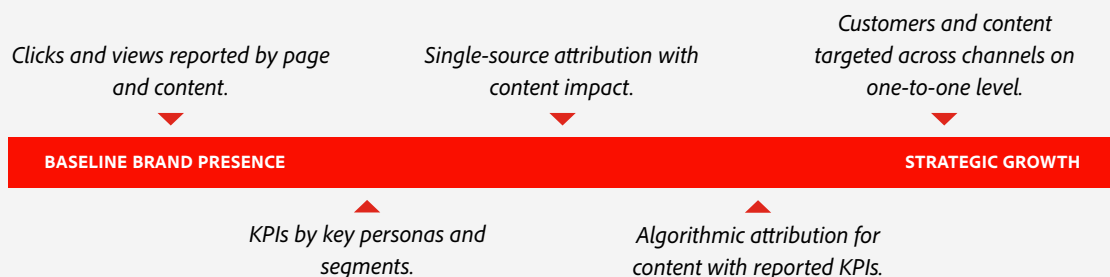 Clicks and views reported by page
and content.
Single-source attribution with
content impact.
Customers and content
targeted across channels on
one-to-one level.
BASELINE BRAND PRESENCE
STRATEGIC GROWTH
KPIs by key personas and
segments.
Algorithmic attribution for
content with reported KPIs.